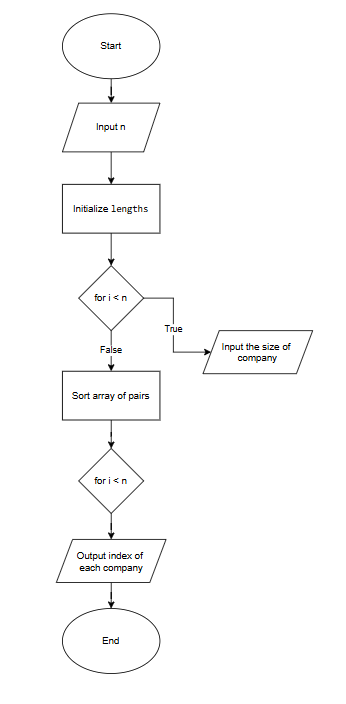 Start
Input n
Initialize lengths
for i < n
True
Input the size of
company
False
Sort array of pairs
for i < n
Output index of
each company
End